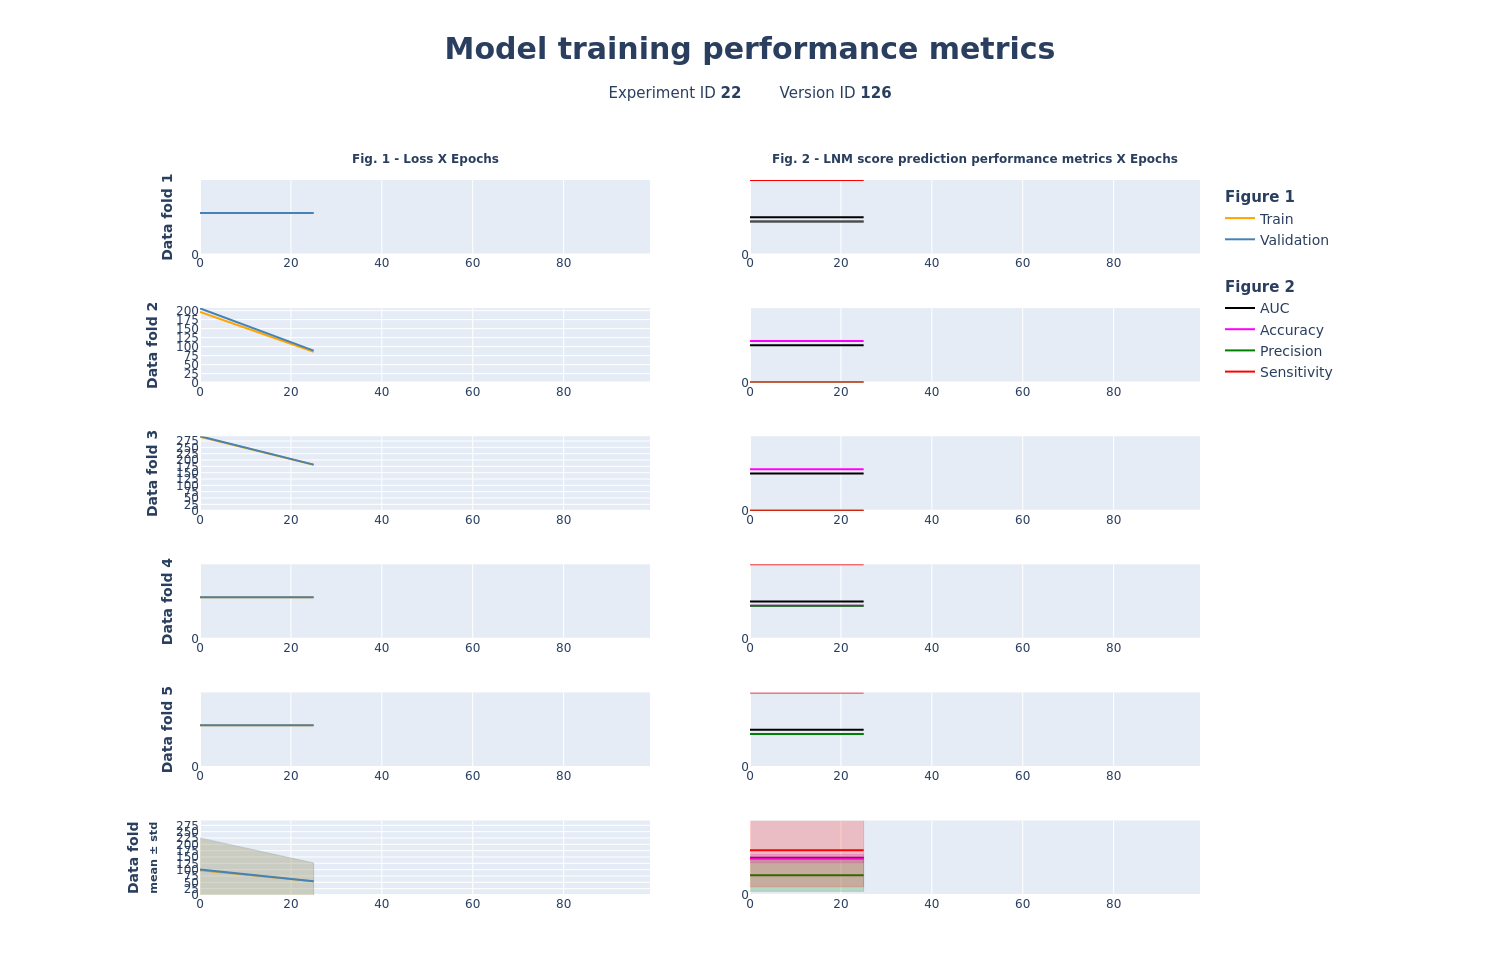 Model training performance metrics
Experiment ID 22 Version ID 126
Fig. 1 - Loss X Epochs
Fig. 2 - LNM score prediction performance metrics X Epochs
Data fold 1
0
0 20 40 60 80
0
0 20 40 60 80
Figure 1
Train
Validation
Figure 2
AUC
Accuracy
Precision
Sensitivity
Data fold 2
200
175
150
125
100
75
50
25
0
0 20 40 60 80
0
0 20 40 60 80
Data fold 3
275
250
225
200
175
150
125
100
75
50
25
0
0 20 40 60 80
0
0 20 40 60 80
Data fold 4
0
0 20 40 60 80
0
0 20 40 60 80
Data fold 5
0
0 20 40 60 80
0
0 20 40 60 80
Data fold
mean ± std
275
250
225
200
175
150
125
100
75
50
25
0
0 20 40 60 80
0
0 20 40 60 80